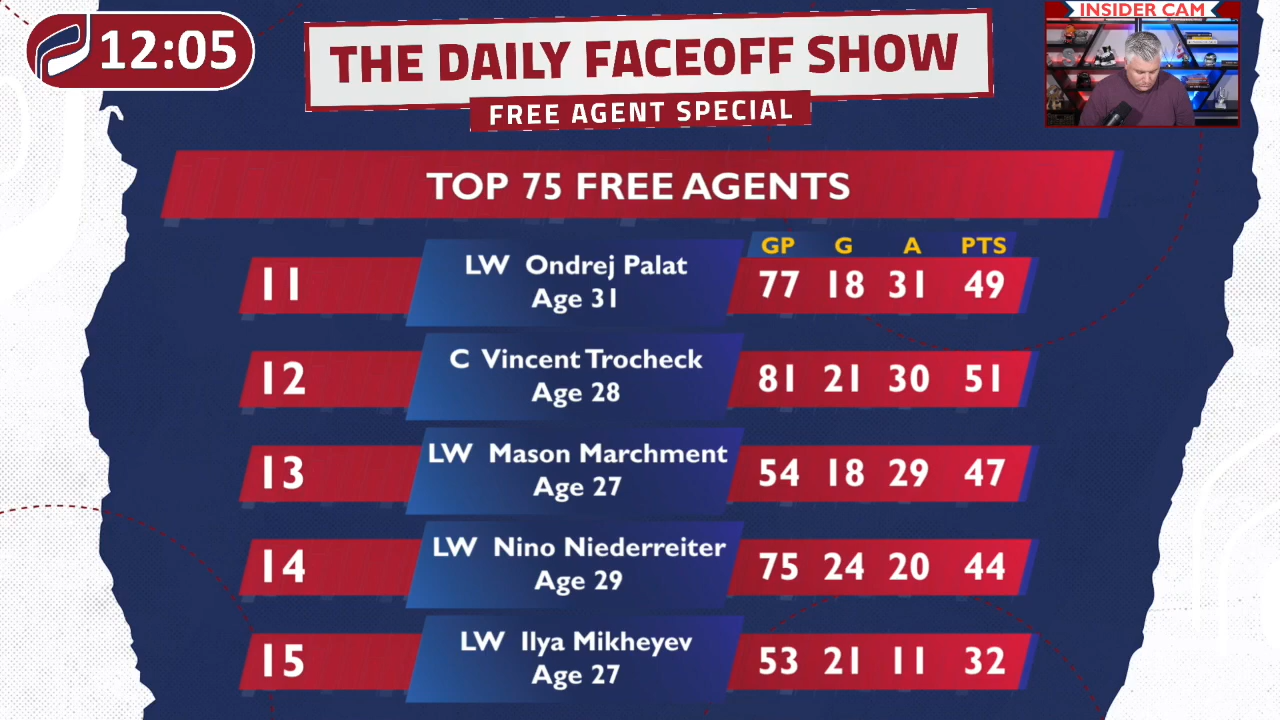 12:05
THE DAILY FACEOFF SHOW
FREE AGENT SPECIAL
INSIDER CAM
TOP 75 FREE AGENTS
GP G A PTS
11 LW Ondrej Palat 77 18 31 49
Age 31
12 C Vincent Trocheck 81 21 30 51
Age 28
13 LW Mason Marchment 54 18 29 47
Age 27
14 LW Nino Niederreiter 75 24 20 44
Age 29
15 LW Ilya Mikheyev 53 21 11 32
Age 27